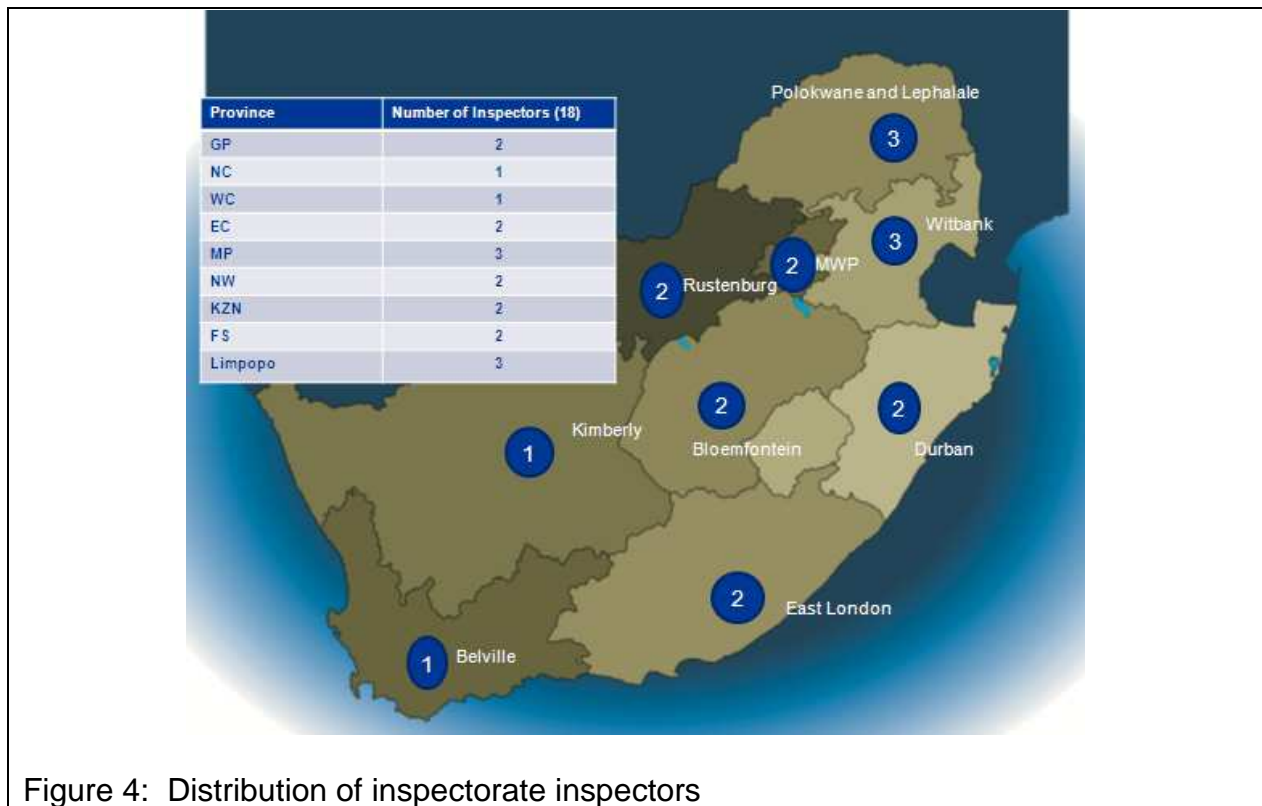 Province Number of Inspectors (18)
GP 2
NC 1
WC 1
EC 2
MP 3
NW 2
KZN 2
FS 2
Limpopo 3
Polokwane and Lephalale
3
Witbank
3
2 MWP
2 Rustenburg
2
Bloemfontein
2
Durban
Kimberly
1
2
East London
1 Belville
Figure 4: Distribution of inspectorate inspectors